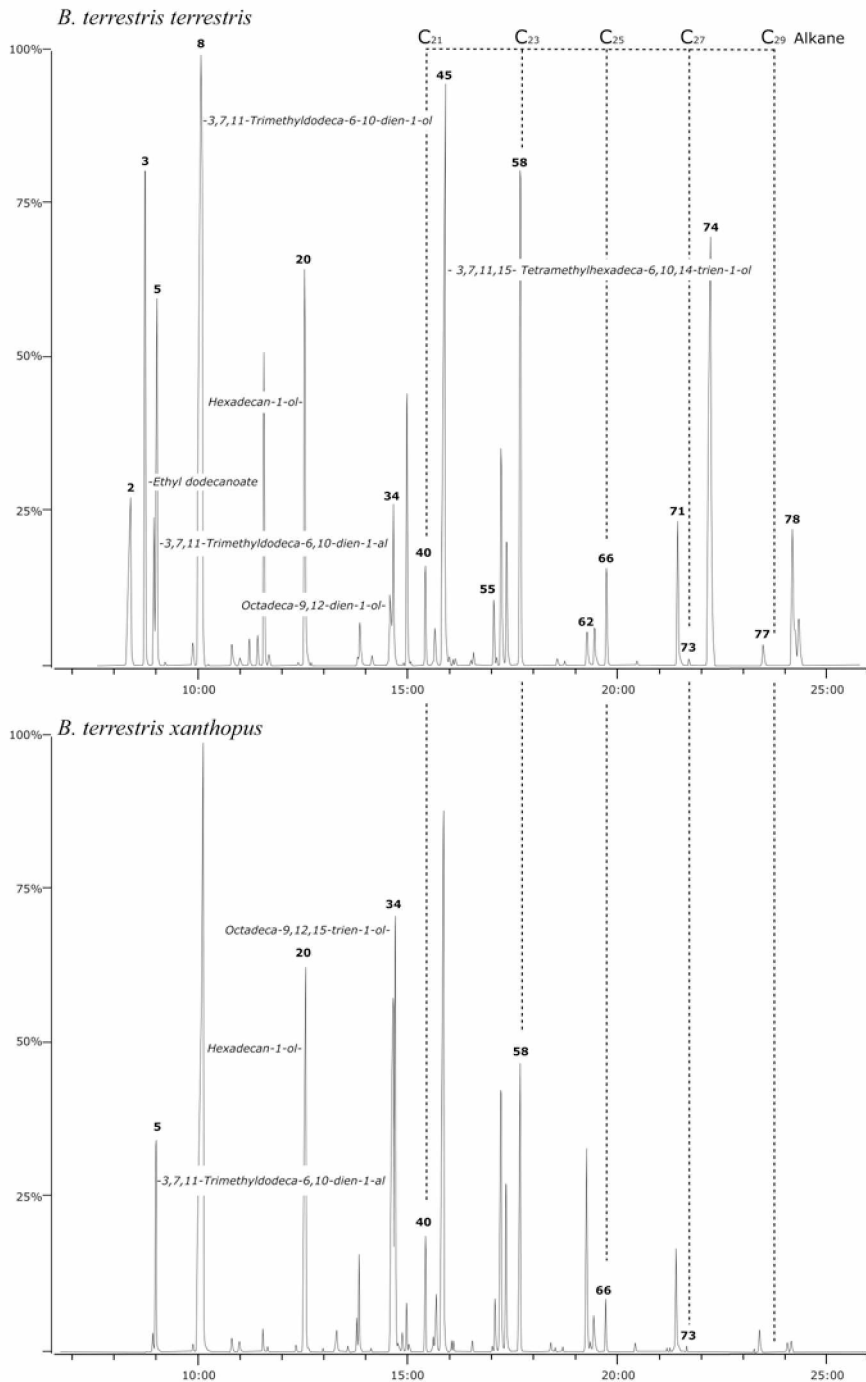 B. terrestris terrestris
C21 C23 C25 C27 C29 Alkane
100%
8
45
-3,7,11-Trimethyldodeca-6-10-dien-1-ol
3
58
75%
74
20
- 3,7,11,15- Tetramethylhexadeca-6,10,14-trien-1-ol
5
50%
Hexadecan-1-ol-
2
-Ethyl dodecanoate
34
71
78
25%
-3,7,11-Trimethyldodeca-6,10-dien-1-al
40
66
55
Octadeca-9,12-dien-1-ol-
62
73
77
10:00 15:00 20:00 25:00
B. terrestris xanthopus
100%
75%
34
Octadeca-9,12,15-trien-1-ol-
20
50%
Hexadecan-1-ol-
58
5
25%
-3,7,11-Trimethyldodeca-6,10-dien-1-al
40
66
73
10:00 15:00 20:00 25:00